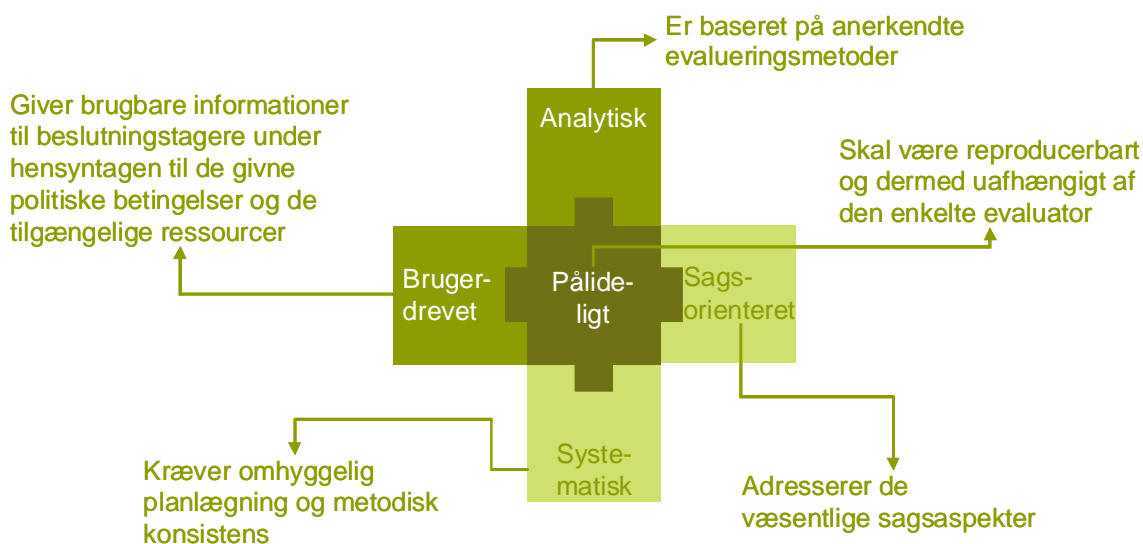 Er baseret på anerkendte
evalueringsmetoder
Giver brugbare informationer
til beslutningstagere under
hensyntagen til de givne
politiske betingelser og de
tilgængelige ressourcer
Analytisk
Skal være reproducerbart
og dermed uafhængigt af
den enkelte evaluator
Bruger-
drevet
Pålide-
ligt
Sags-
orienteret
Syste-
matisk
Kræver omhyggelig
planlægning og metodisk
konsistens
Adresserer de
væsentlige sagsaspekter